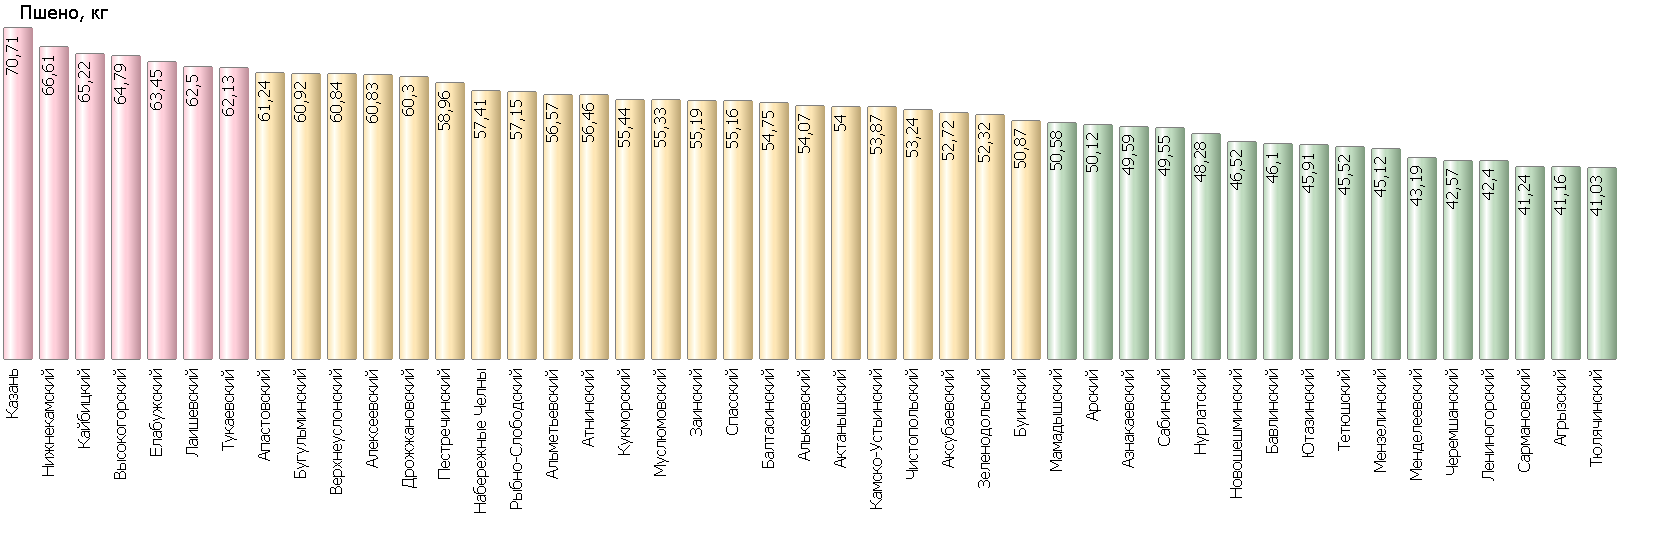 Пшено, кг
70,71
66,61
65,22
64,79
63,45
62,5
62,13
61,24
60,92
60,84
60,83
60,3
58,96
57,41
57,15
56,57
56,46
55,44
55,33
55,19
55,16
54,75
54,07
54
53,87
53,24
52,72
52,32
50,87
50,58
50,12
49,59
49,55
48,28
46,52
46,1
45,91
45,52
45,12
43,19
42,57
42,4
41,24
41,16
41,03
Казань
Нижнекамский
Кайбицкий
Высокогорский
Елабужский
Лаишевский
Тукаевский
Апастовский
Бугульминский
Верхнеуслонский
Алексеевский
Дрожжановский
Пестречинский
Набережные Челны
Рыбно-Слободский
Альметьевский
Атнинский
Кукморский
Муслюмовский
Заинский
Спасский
Балтасинский
Алькеевский
Актанышский
Камско-Устьинский
Чистопольский
Аксубаевский
Зеленодольский
Буинский
Мамадышский
Арский
Азнакаевский
Сабинский
Нурлатский
Новошешминский
Бавлинский
Ютазинский
Тетюшский
Мензелинский
Менделеевский
Черемшанский
Лениногорский
Сармановский
Агрызский
Тюлячинский